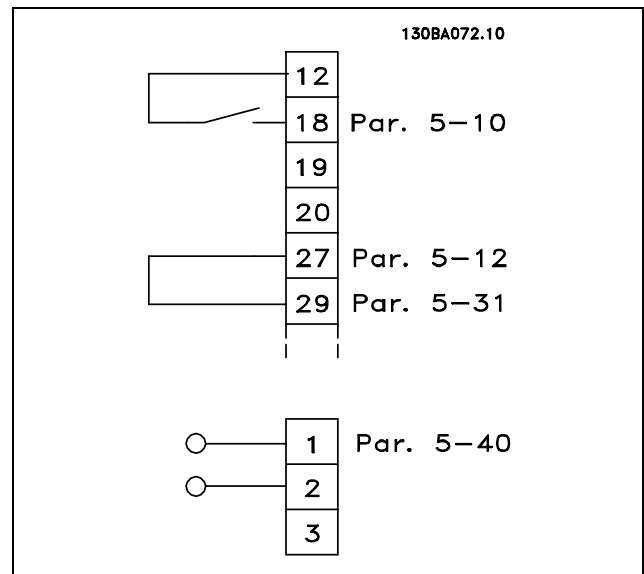 130BA072.10
12
18 Par. 5-10
19
20
27 Par. 5-12
29 Par. 5-31
1 Par. 5-40
2
3